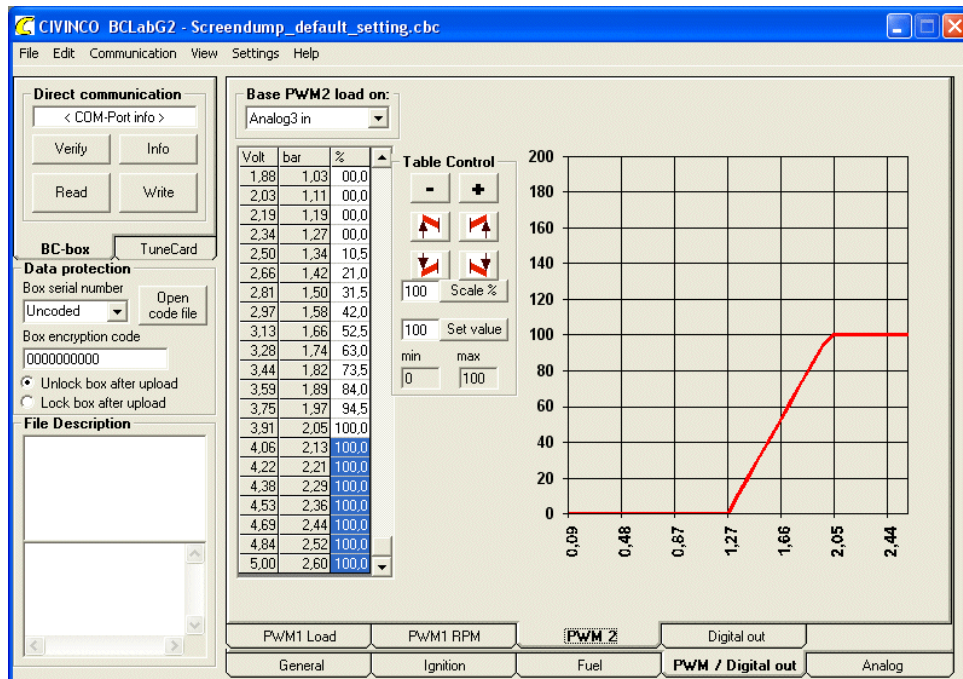 CIVINCO BCLabG2 - Screendump_default_setting.cbc
File Edit Communication View Settings Help
Direct communication
< COM-Port info >
Verify Info
Read Write
BC-box TuneCard
Data protection
Box serial number
Uncoded
Open
code file
Box encryption code
0000000000
Unlock box after upload
Lock box after upload
File Description
Base PWM2 load on:
Analog3 in
Volt bar %
1,88 1,03 00,0
2,03 1,11 00,0
2,19 1,19 00,0
2,34 1,27 00,0
2,50 1,34 10,5
2,66 1,42 21,0
2,81 1,50 31,5
2,97 1,58 42,0
3,13 1,66 52,5
3,28 1,74 63,0
3,44 1,82 73,5
3,59 1,89 84,0
3,75 1,97 94,5
3,91 2,05 100,0
4,06 2,13 100,0
4,22 2,21 100,0
4,38 2,29 100,0
4,53 2,36 100,0
4,69 2,44 100,0
4,84 2,52 100,0
5,00 2,60 100,0
Table Control
- +
100 Scale %
100 Set value
min max
0 100
200
180
160
140
120
100
80
60
40
20
0
0,09 0,48 0,87 1,27 1,66 2,05 2,44
PWM1 Load PWM1 RPM PWM 2 Digital out
General Ignition Fuel PWM / Digital out Analog